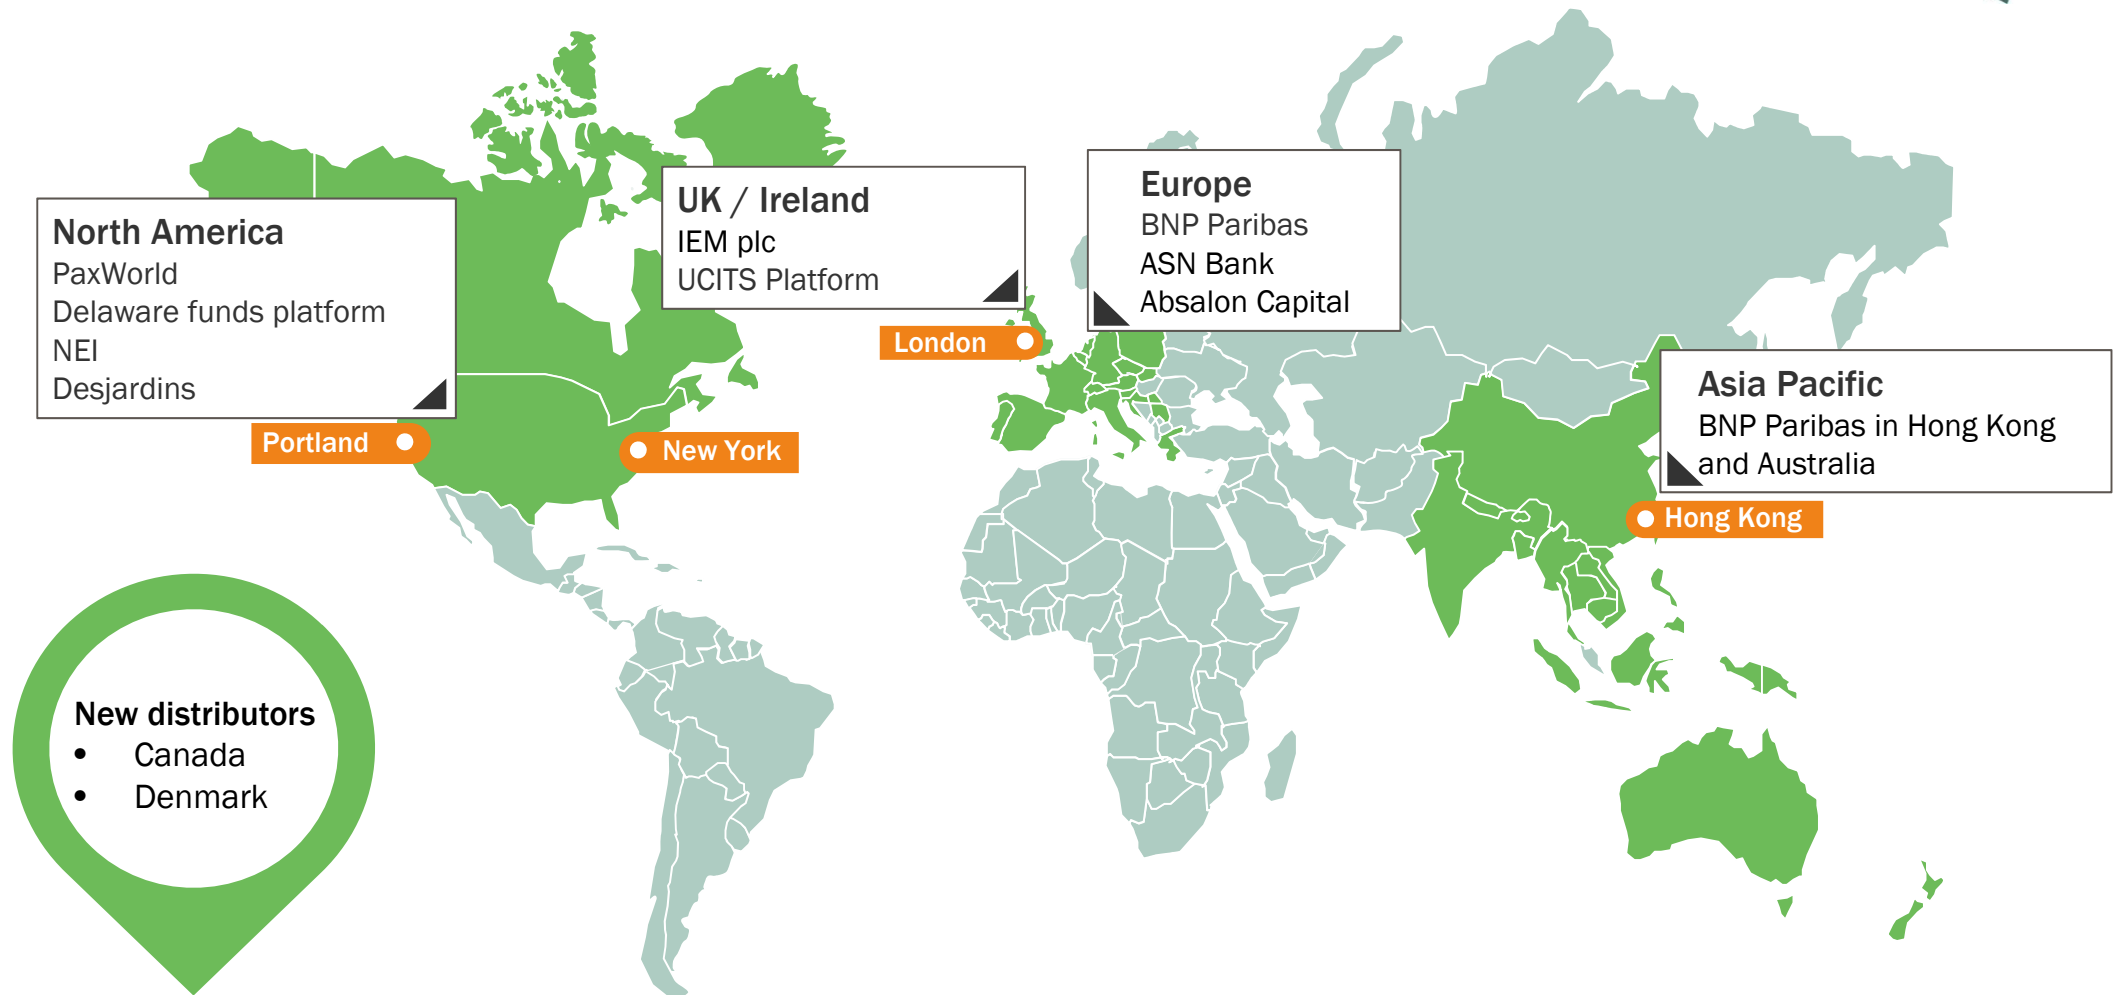 North America
PaxWorld
Delaware funds platform
NEI
Desjardins
UK / Ireland
IEM plc
UCITS Platform
Europe
BNP Paribas
ASN Bank
Absalon Capital
London
Asia Pacific
BNP Paribas in Hong Kong
and Australia
Portland
New York
Hong Kong
New distributors
• Canada
• Denmark